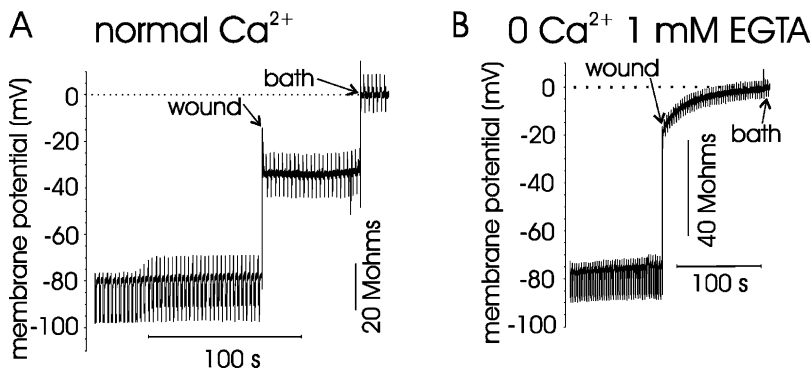 A normal Ca2+
membrane potential (mV)
0
-20
-40
-60
-80
-100
wound
bath
20 Mohms
100 s
B 0 Ca2+ 1 mM EGTA
membrane potential (mV)
0
-20
-40
-60
-80
-100
wound
bath
40 Mohms
100 s